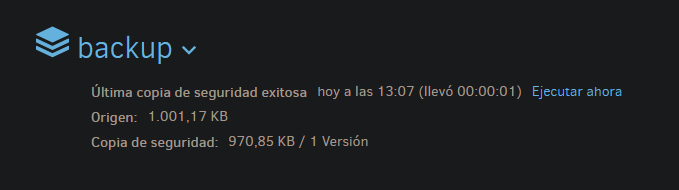 backup
Última copia de seguridad exitosa hoy a las 13:07 (llevó 00:00:01) Ejecutar ahora
Origen: 1.001,17 KB
Copia de seguridad: 970,85 KB / 1 Versión